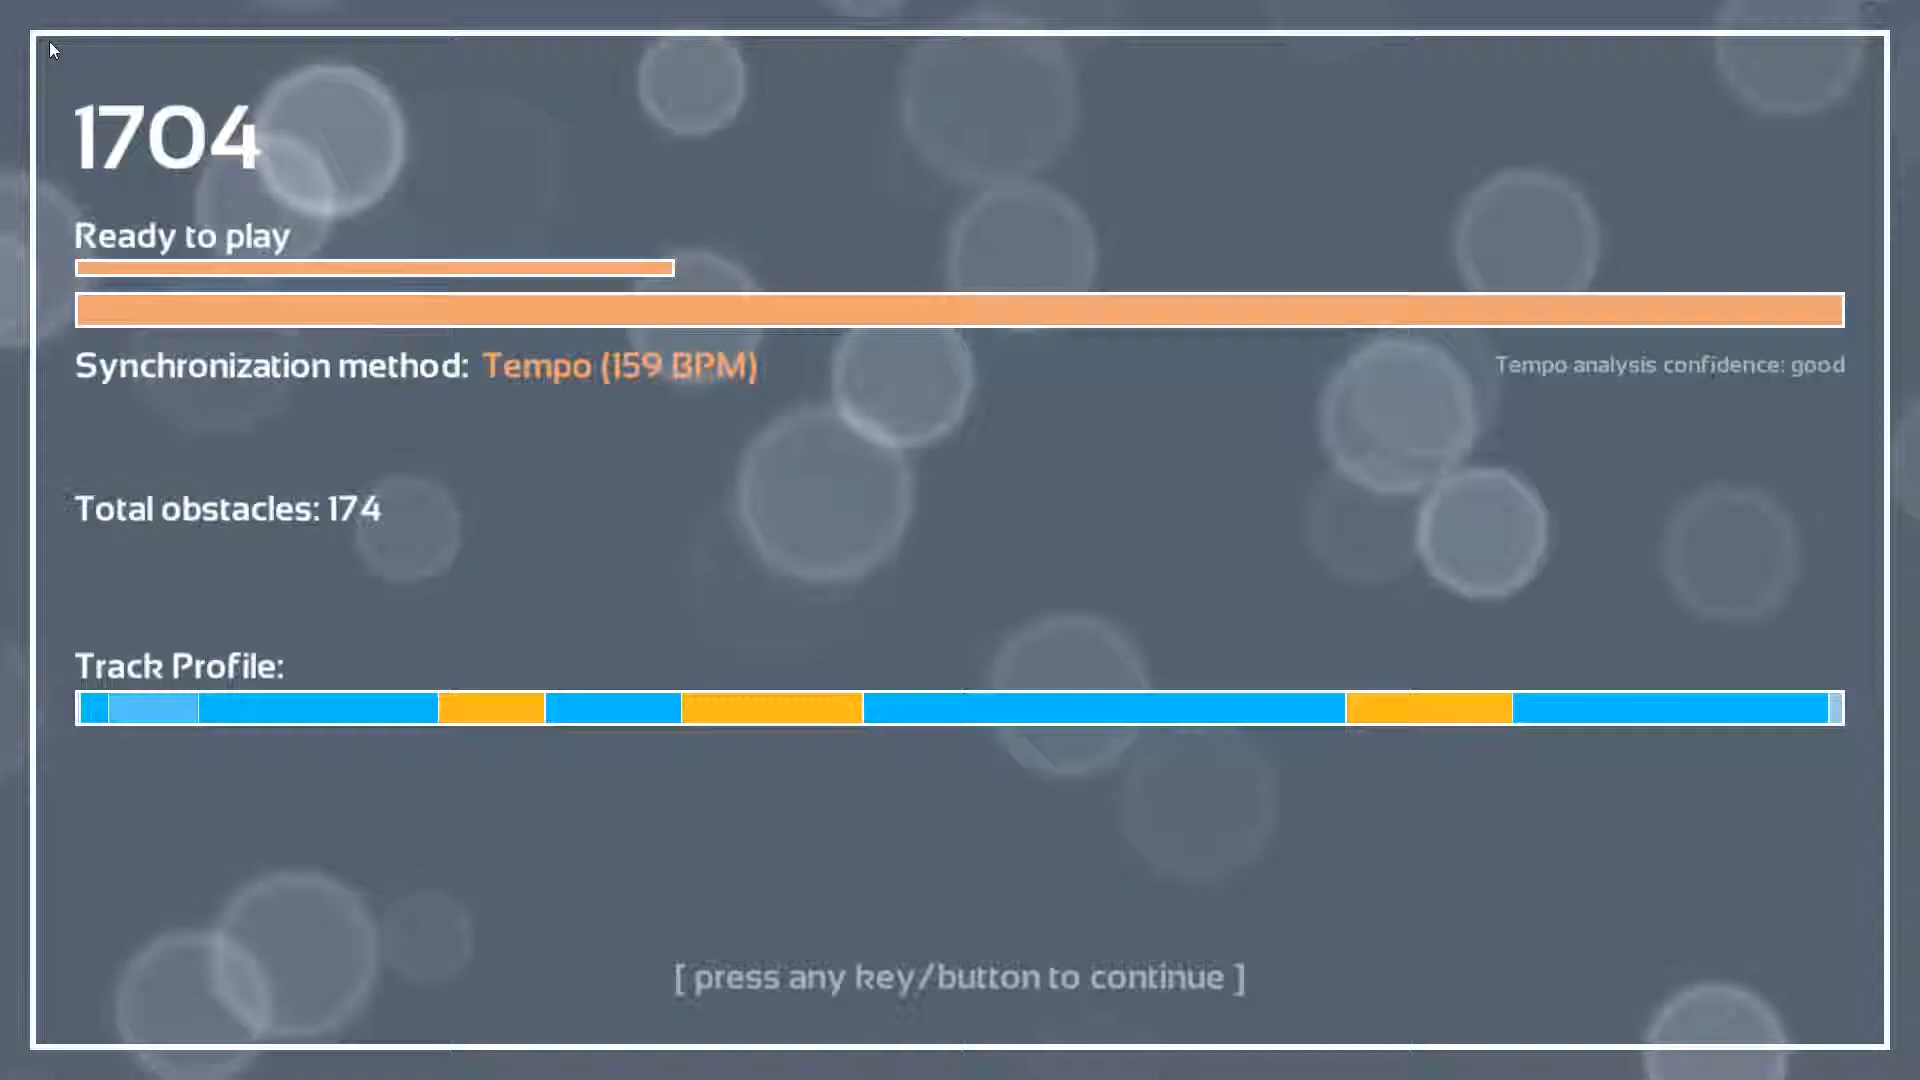 1704
Ready to play
Synchronization method: Tempo (159 BPM)
Tempo analysis confidence: good
Total obstacles: 174
Track Profile:
[ press any key/button to continue ]